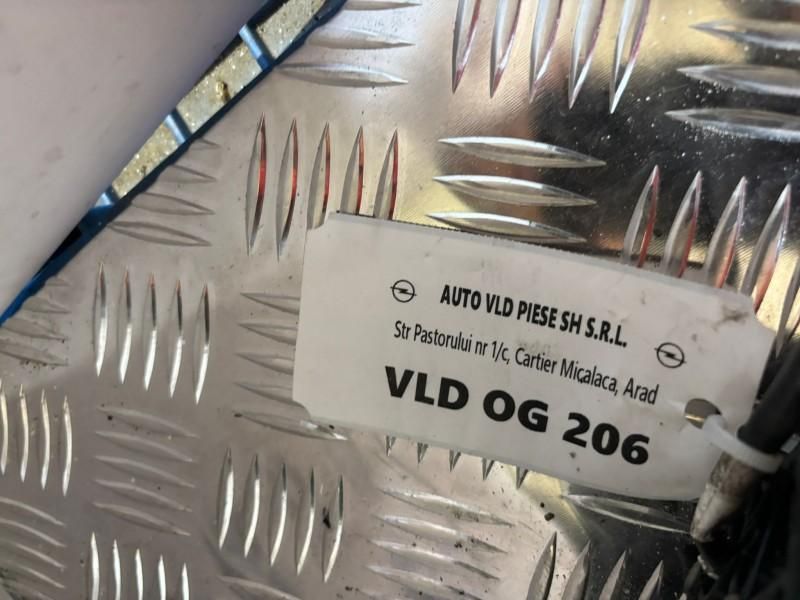 AUTO VLD PIESE SH S.R.L.
Str Pastorului nr 1/c, Cartier Micalaca, Arad
VLD OG 206